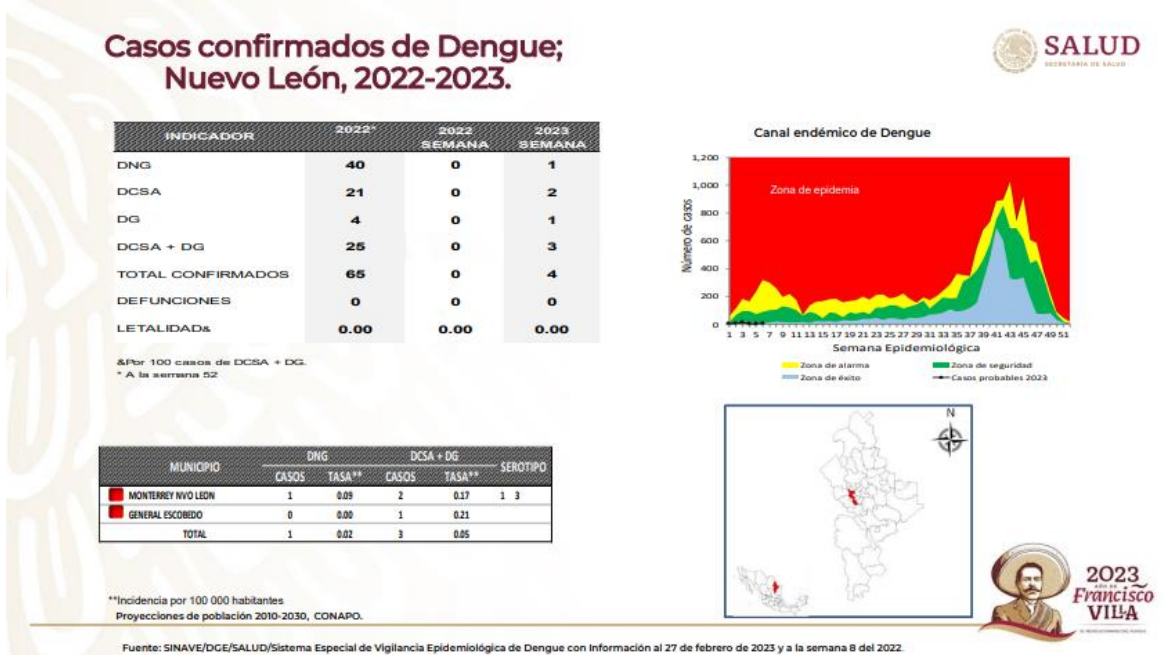 Casos confirmados de Dengue;
Nuevo León, 2022-2023.
SALUD
SECRETARÍA DE SALUD
INDICADOR 2022* 2022 SEMANA 2023 SEMANA
DNG 40 0 1
DCSA 21 0 2
DG 4 0 1
DCSA + DG 25 0 3
TOTAL CONFIRMADOS 65 0 4
DEFUNCIONES 0 0 0
LETALIDAD& 0.00 0.00 0.00
&Por 100 casos de DCSA + DG.
* A la semana 52
Canal endémico de Dengue
Número de casos
1,200
1,000
800
600
400
200
0
Zona de epidemia
1 3 5 7 9 11 13 15 17 19 21 23 25 27 29 31 33 35 37 39 41 43 45 47 49 51
Semana Epidemiológica
Zona de alarma Zona de seguridad
Zona de éxito Casos probables 2023
MUNICIPIO DNG DCSA + DG SEROTIPO
CASOS TASA** CASOS TASA**
MONTERREY NVO LEON 1 0.09 2 0.17 1 3
GENERAL ESCOBEDO 0 0.00 1 0.21
TOTAL 1 0.02 3 0.05
N
**Incidencia por 100 000 habitantes
Proyecciones de población 2010-2030, CONAPO.
2023
AÑO DE
Francisco
VILLA
Fuente: SINAVE/DGE/SALUD/Sistema Especial de Vigilancia Epidemiológica de Dengue con Información al 27 de febrero de 2023 y a la semana 8 del 2022.